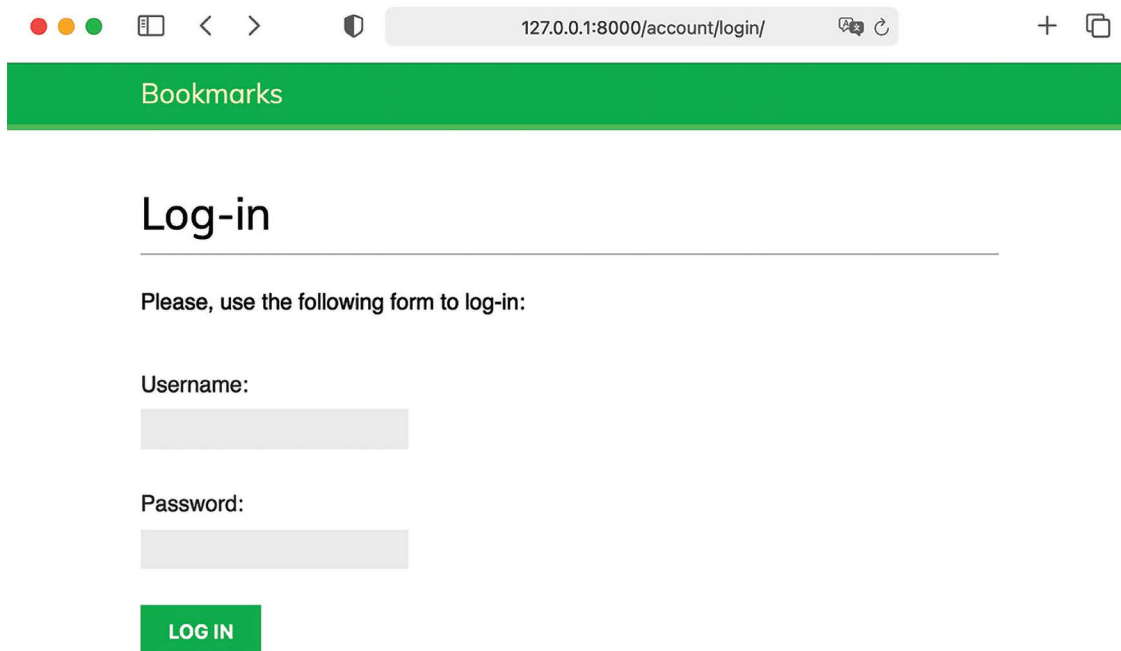 127.0.0.1:8000/account/login/
Bookmarks
Log-in
Please, use the following form to log-in:
Username:
Password:
LOG IN